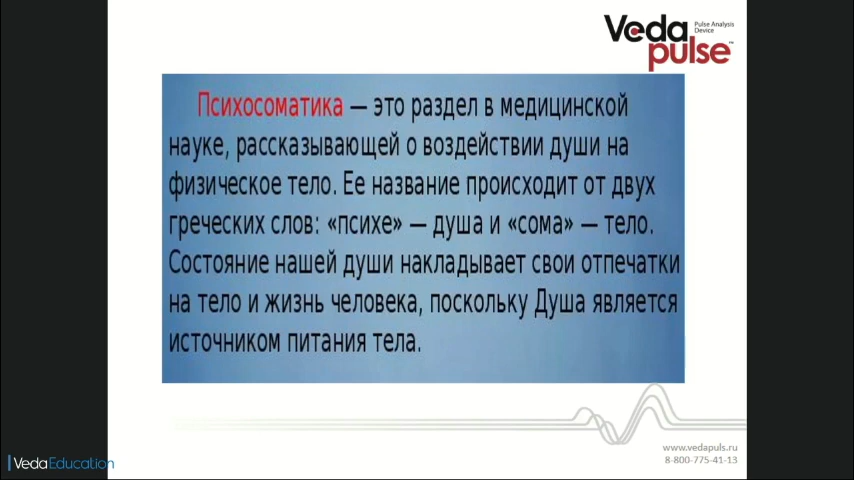 Veda Pulse Analysis Device
pulse™
Психосоматика — это раздел в медицинской
науке, рассказывающей о воздействии души на
физическое тело. Ее название происходит от двух
греческих слов: «психе» — душа и «сома» — тело.
Состояние нашей души накладывает свои отпечатки
на тело и жизнь человека, поскольку Душа является
источником питания тела.
www.vedapuls.ru
8-800-775-41-13
VedaEducation